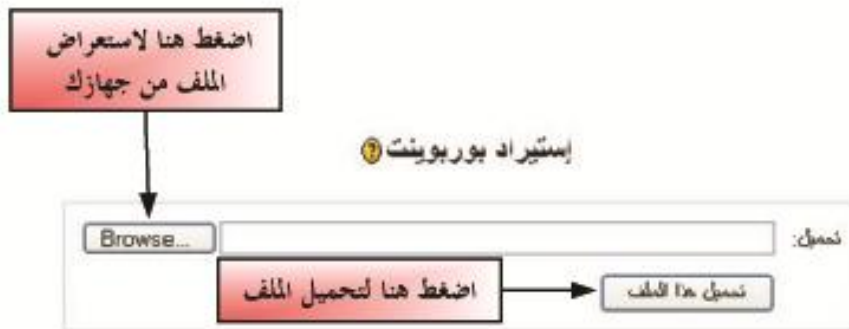 اضغط هنا لاستعراض
الملف من جهازك
إستيراد بوربوينت
تحميل: Browse...
اضغط هنا لتحميل الملف
تحميل هذا الملف